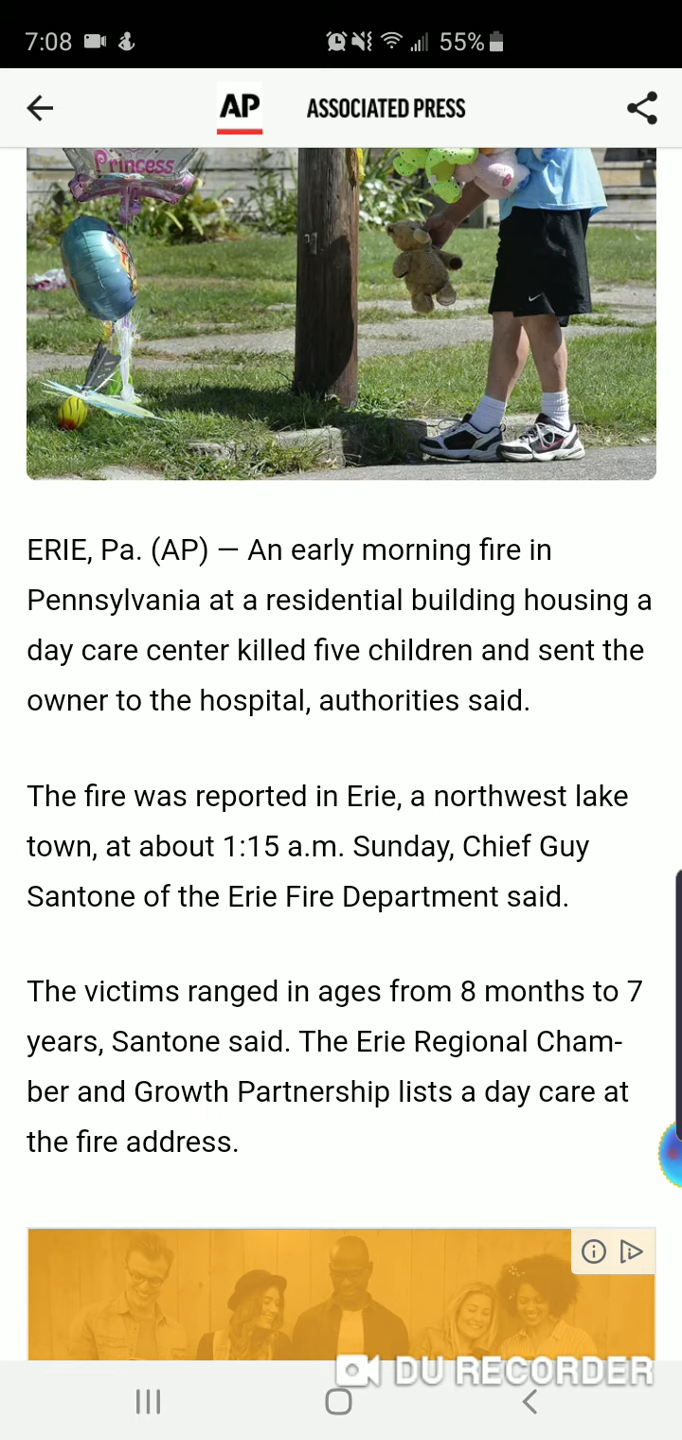 7:08 55%
AP ASSOCIATED PRESS
Princess
ERIE, Pa. (AP) — An early morning fire in
Pennsylvania at a residential building housing a
day care center killed five children and sent the
owner to the hospital, authorities said.
The fire was reported in Erie, a northwest lake
town, at about 1:15 a.m. Sunday, Chief Guy
Santone of the Erie Fire Department said.
The victims ranged in ages from 8 months to 7
years, Santone said. The Erie Regional Cham-
ber and Growth Partnership lists a day care at
the fire address.
DU RECORDER